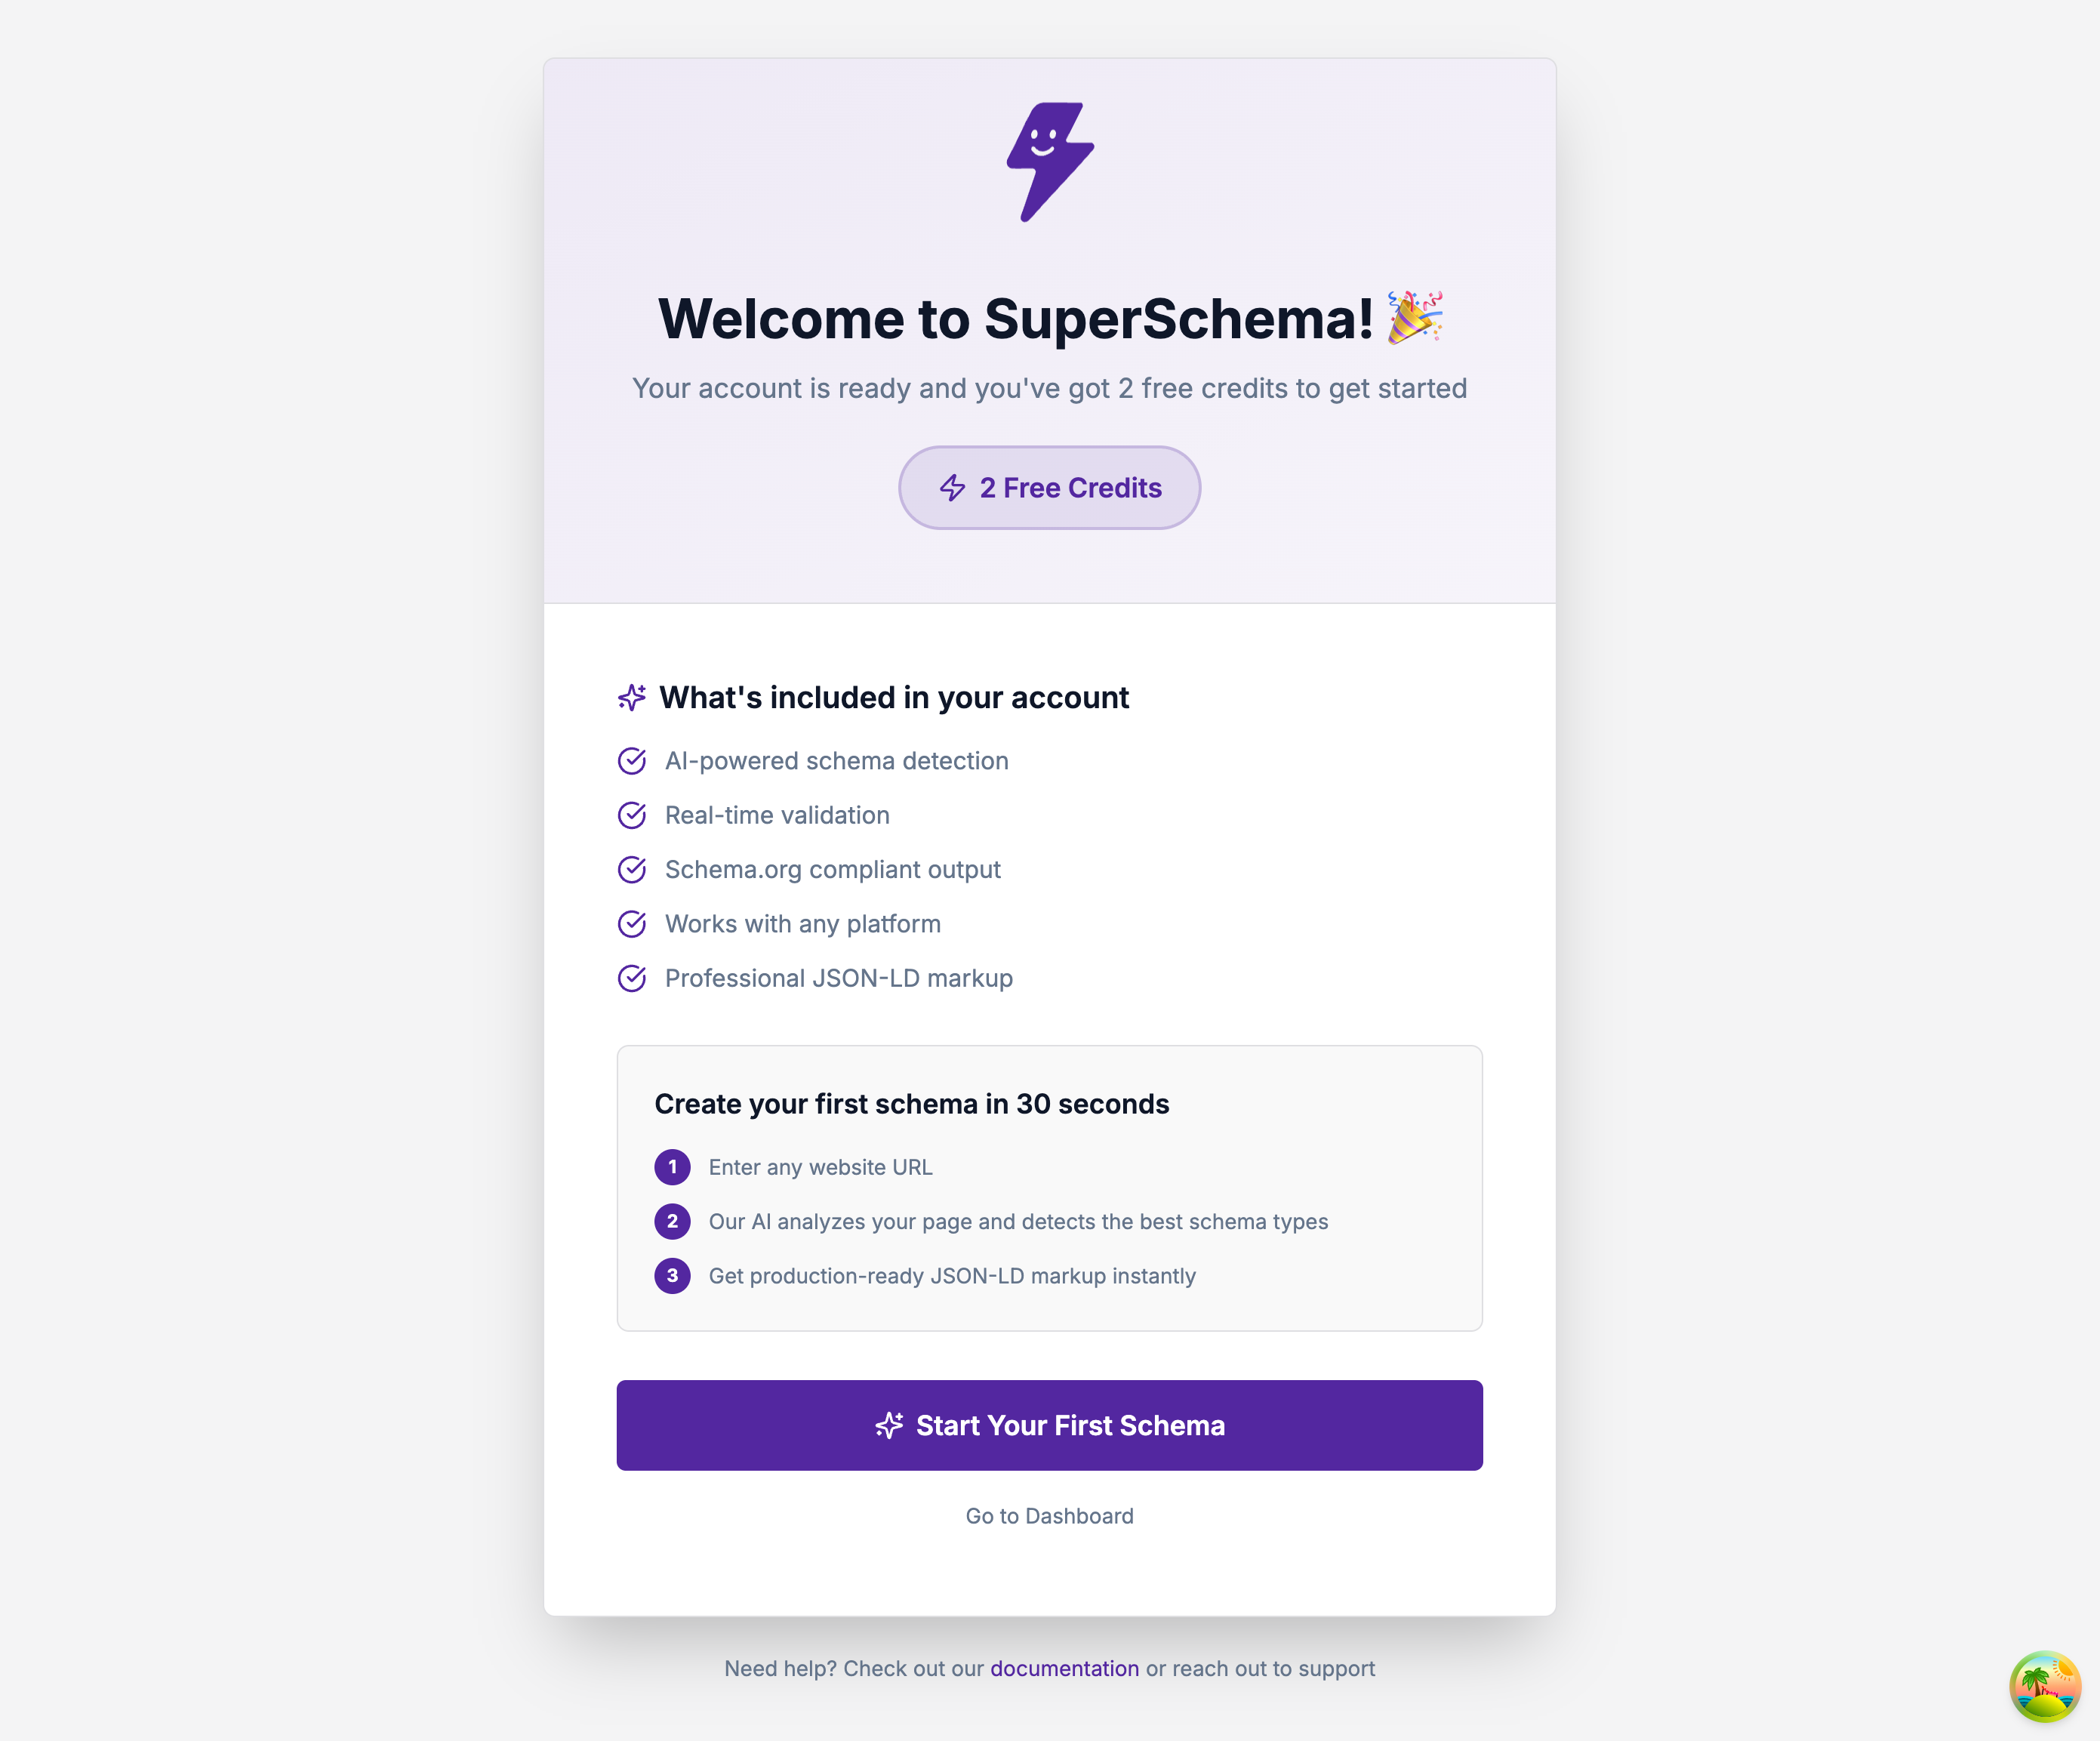 Welcome to SuperSchema! 🎉
Your account is ready and you've got 2 free credits to get started
2 Free Credits
What's included in your account
AI-powered schema detection
Real-time validation
Schema.org compliant output
Works with any platform
Professional JSON-LD markup
Create your first schema in 30 seconds
1 Enter any website URL
2 Our AI analyzes your page and detects the best schema types
3 Get production-ready JSON-LD markup instantly
Start Your First Schema
Go to Dashboard
Need help? Check out our documentation or reach out to support